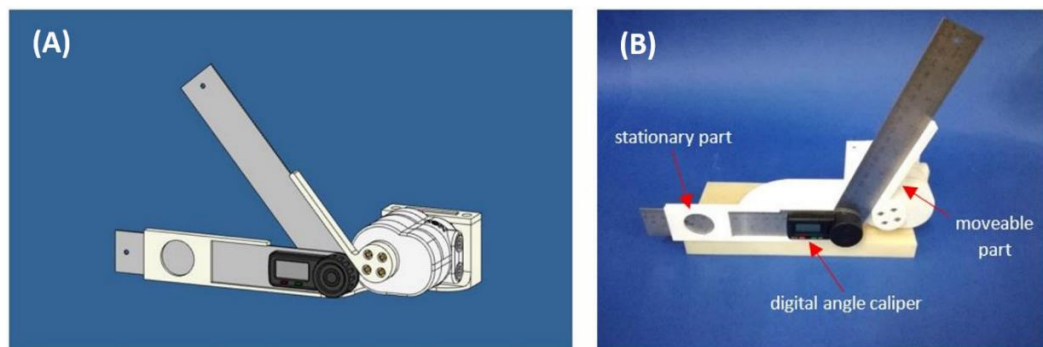 (A)
(B)
stationary part
moveable
part
digital angle caliper